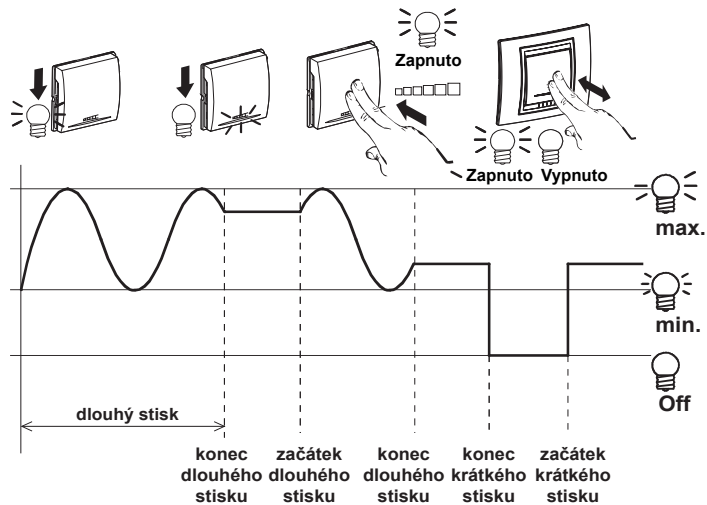 Zapnuto
Zapnuto Vypnuto
max.
min.
Off
dlouhý stisk
konec
dlouhého
stisku
začátek
dlouhého
stisku
konec
dlouhého
stisku
konec
krátkého
stisku
začátek
krátkého
stisku